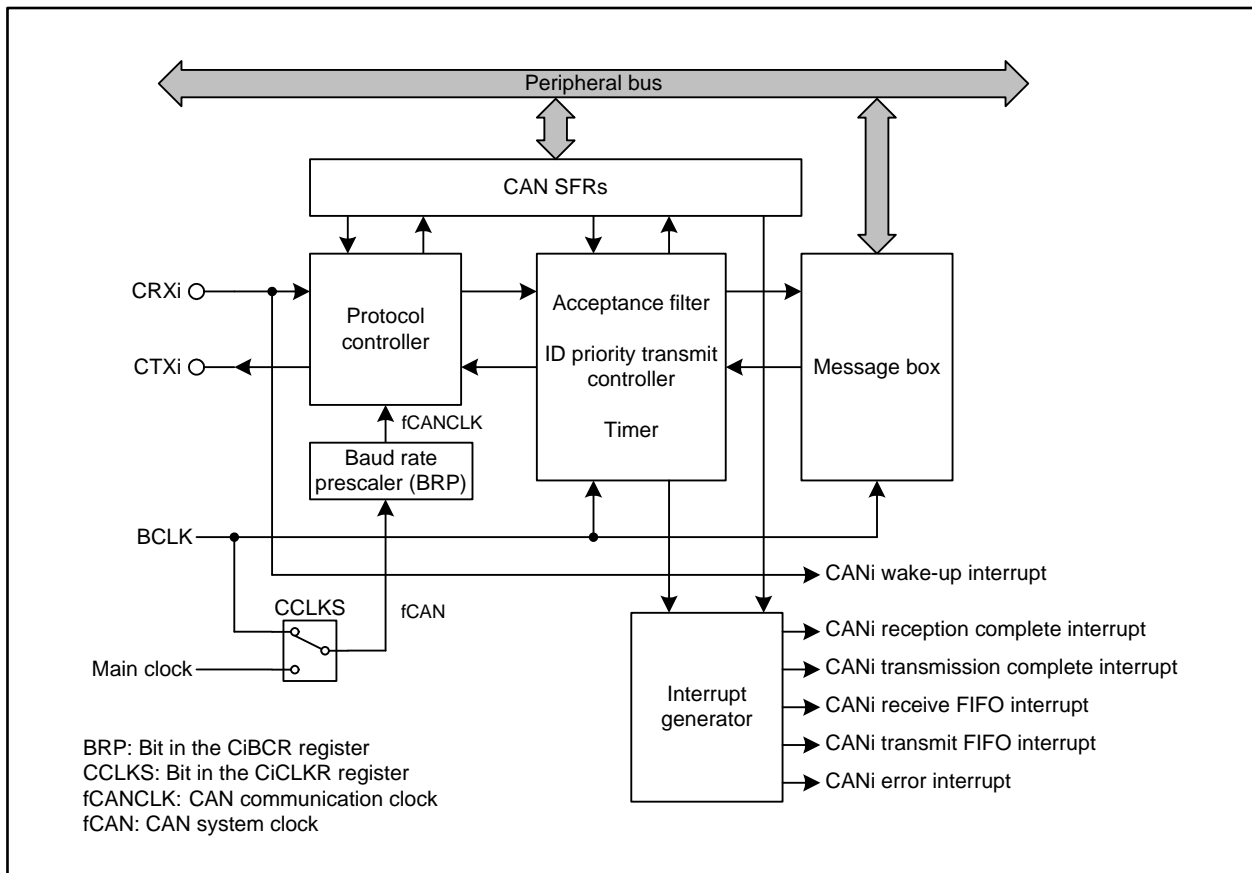 Peripheral bus
CAN SFRs
CRXi
CTXi
Protocol
controller
Acceptance filter
ID priority transmit
controller
Timer
Message box
fCANCLK
Baud rate
prescaler (BRP)
BCLK
CCLKS
fCAN
Main clock
CANi wake-up interrupt
Interrupt
generator
CANi reception complete interrupt
CANi transmission complete interrupt
CANi receive FIFO interrupt
CANi transmit FIFO interrupt
CANi error interrupt
BRP: Bit in the CiBCR register
CCLKS: Bit in the CiCLKR register
fCANCLK: CAN communication clock
fCAN: CAN system clock